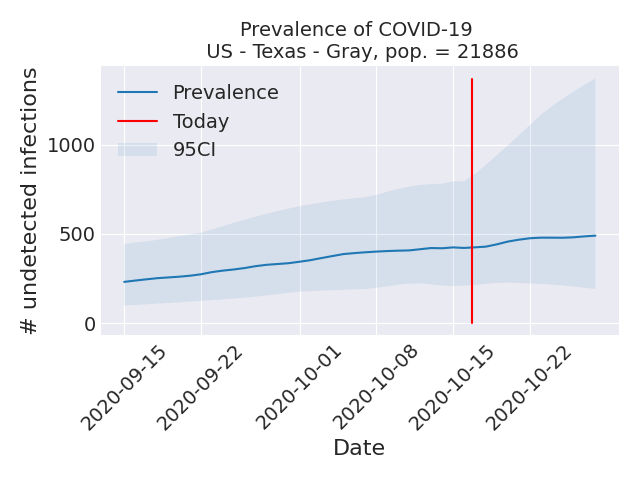 Prevalence of COVID-19
US - Texas - Gray, pop. = 21886
# undetected infections
1000
500
0
Prevalence
Today
95CI
2020-09-15
2020-09-22
2020-10-01
2020-10-08
2020-10-15
2020-10-22
Date